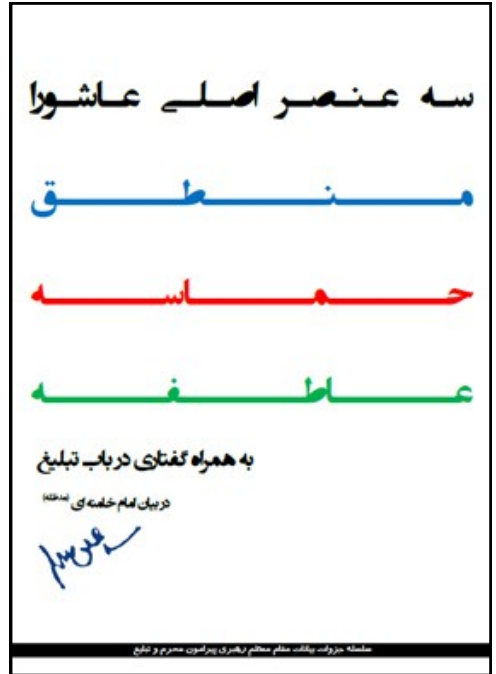 سه عنصر اصلی عاشورا
منطق
حماسه
عاطفه
به همراه گفتاری در باب تبلیغ
در بیان امام خامنه ای (مدظله)
سلسله جزوات بیانات مقام معظم رهبری پیرامون محرم و تبلیغ